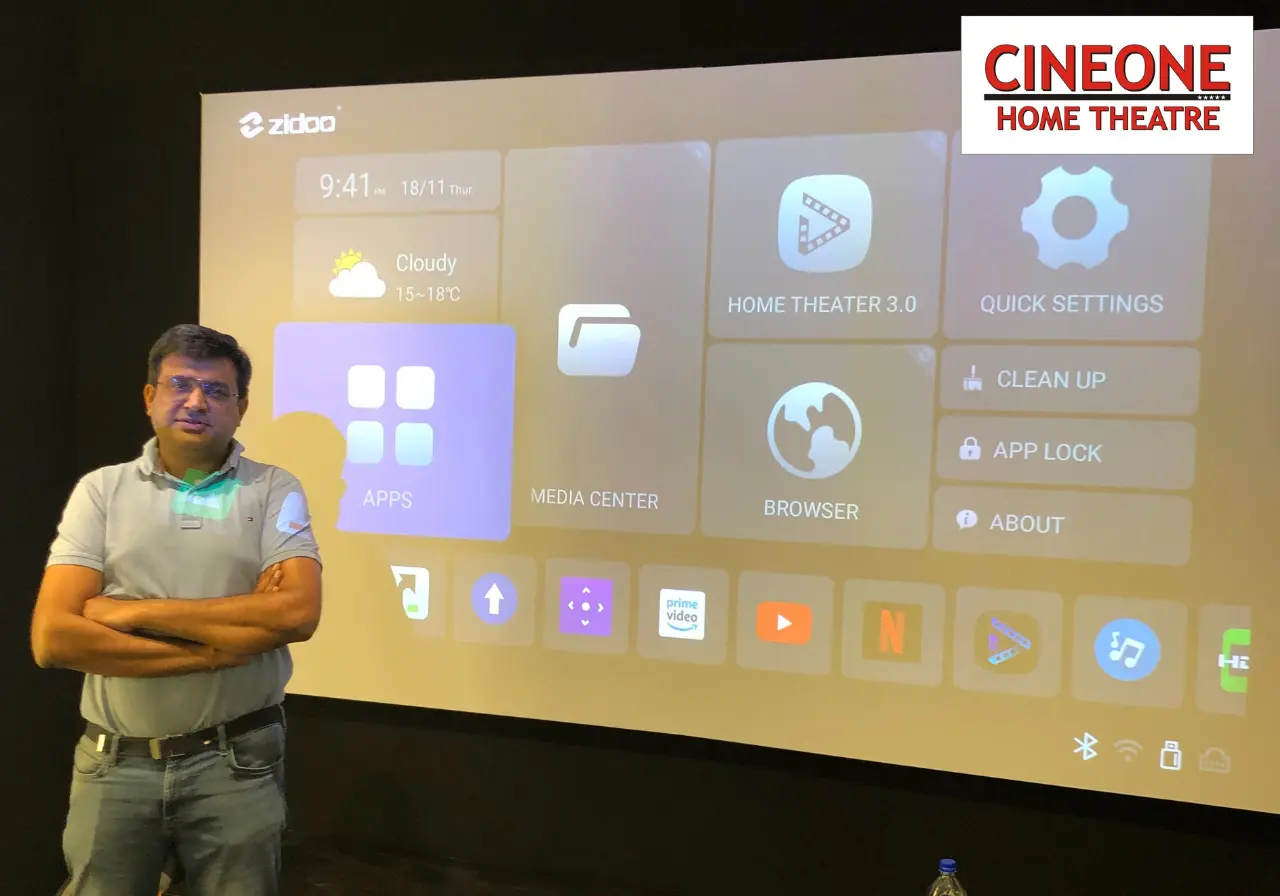 CINEONE
HOME THEATRE
zidoo
9:41 PM 18/11 Thur
Cloudy
15~18℃
APPS
MEDIA CENTER
HOME THEATER 3.0
BROWSER
QUICK SETTINGS
CLEAN UP
APP LOCK
ABOUT
prime
video
N